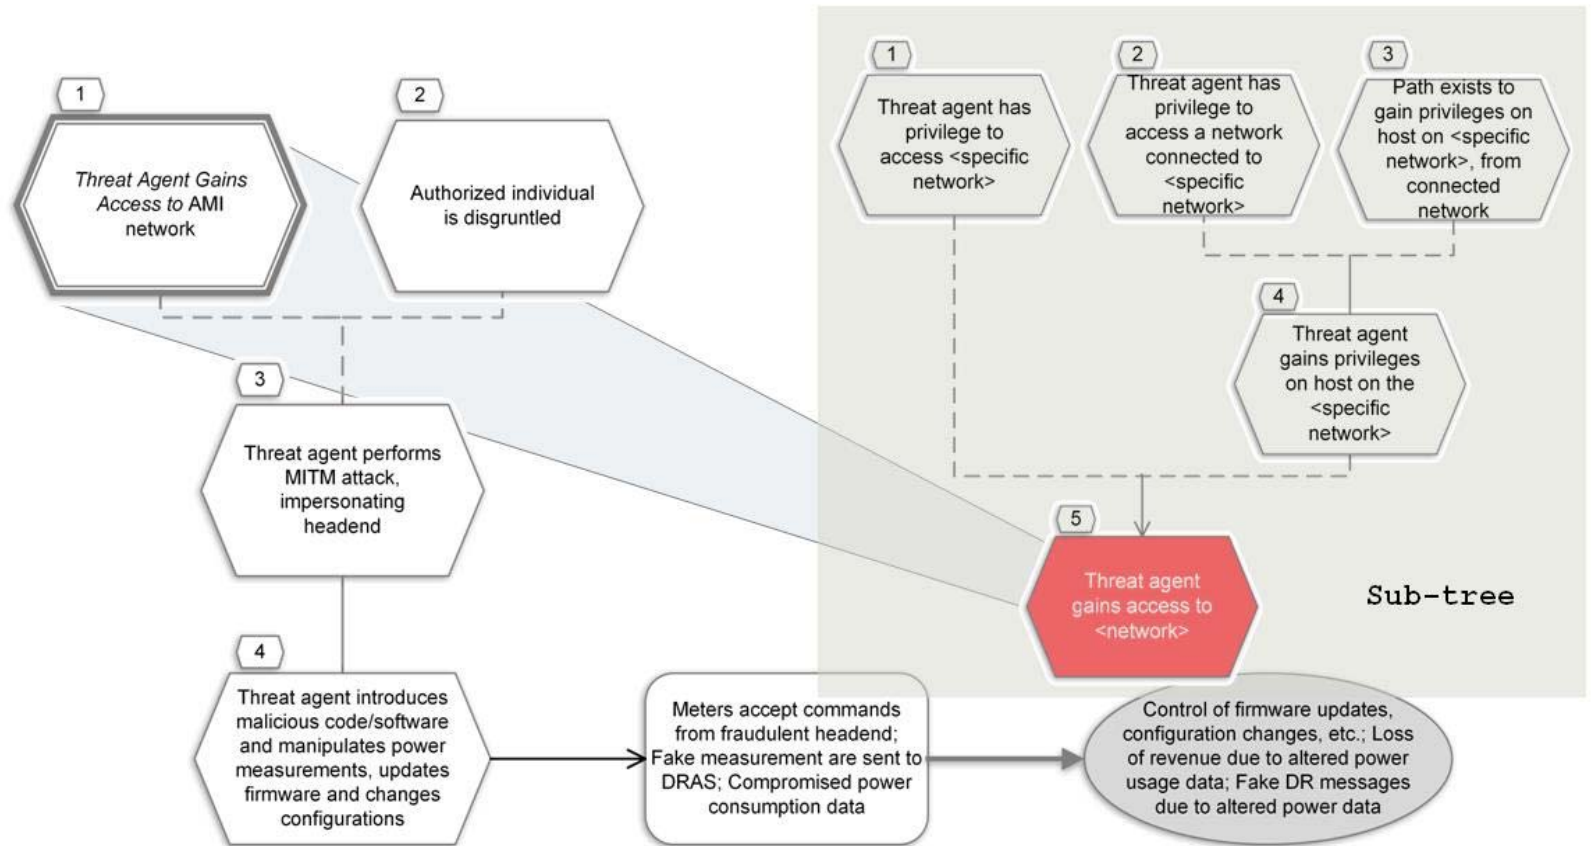 1
Threat Agent Gains
Access to AMI
network
2
Authorized individual
is disgruntled
3
Threat agent performs
MITM attack,
impersonating
headend
4
Threat agent introduces
malicious code/software
and manipulates power
measurements, updates
firmware and changes
configurations
Meters accept commands
from fraudulent headend;
Fake measurement are sent to
DRAS; Compromised power
consumption data
Control of firmware updates,
configuration changes, etc.; Loss
of revenue due to altered power
usage data; Fake DR messages
due to altered power data
1
Threat agent has
privilege to
access <specific
network>
2
Threat agent has
privilege to
access a network
connected to
<specific
network>
3
Path exists to
gain privileges on
host on <specific
network>, from
connected
network
4
Threat agent
gains privileges
on host on the
<specific
network>
5
Threat agent
gains access to
<network>
Sub-tree